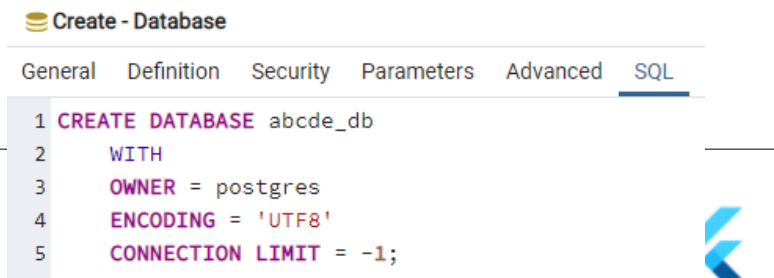 Create - Database
General Definition Security Parameters Advanced SQL
1 CREATE DATABASE abcde_db
2 WITH
3 OWNER = postgres
4 ENCODING = 'UTF8'
5 CONNECTION LIMIT = -1;